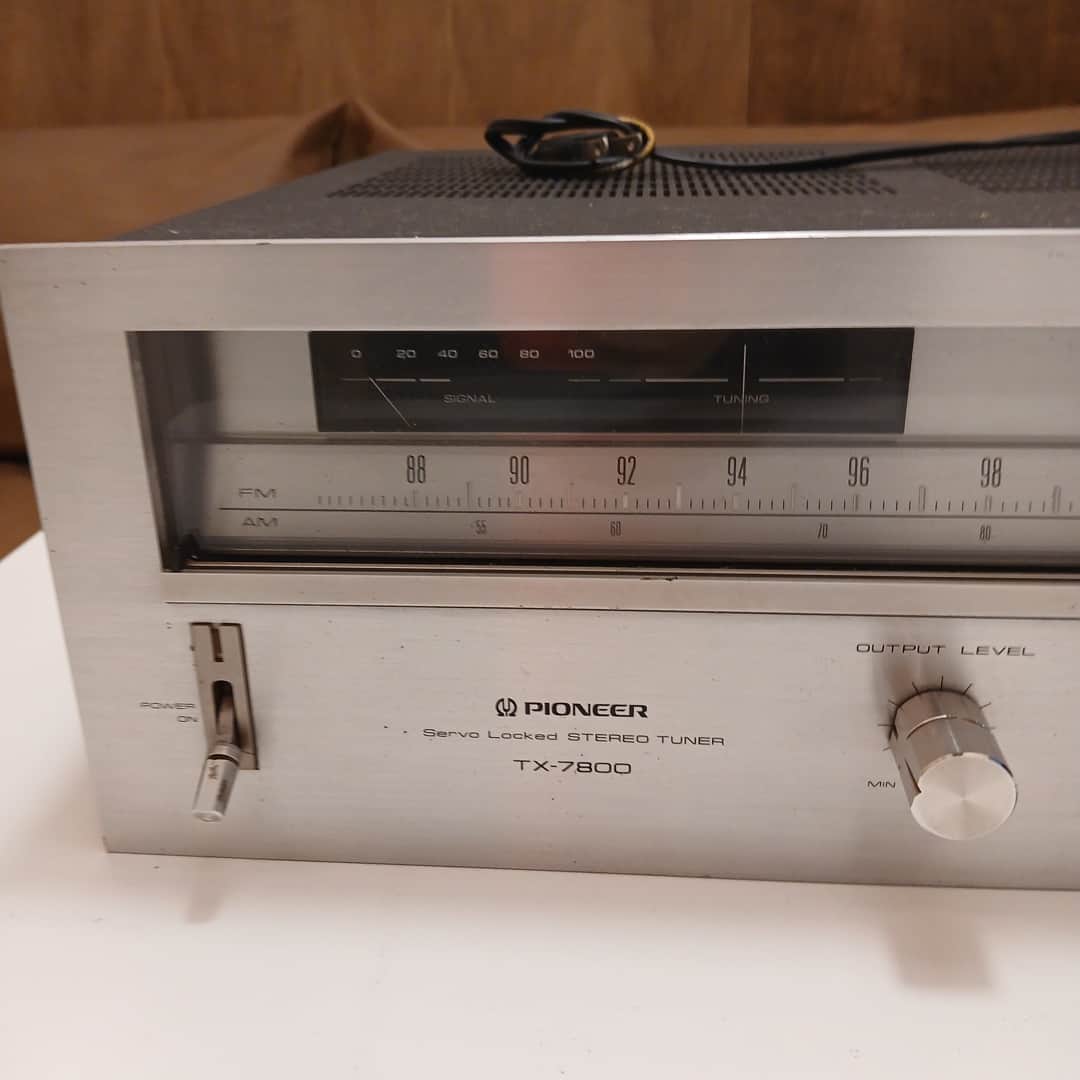 0 20 40 60 80 100
SIGNAL TUNING
88 90 92 94 96 98
FM
AM
55 60 70 80
OUTPUT LEVEL
POWER
ON
PIONEER
Servo Locked STEREO TUNER
TX-7800
MIN